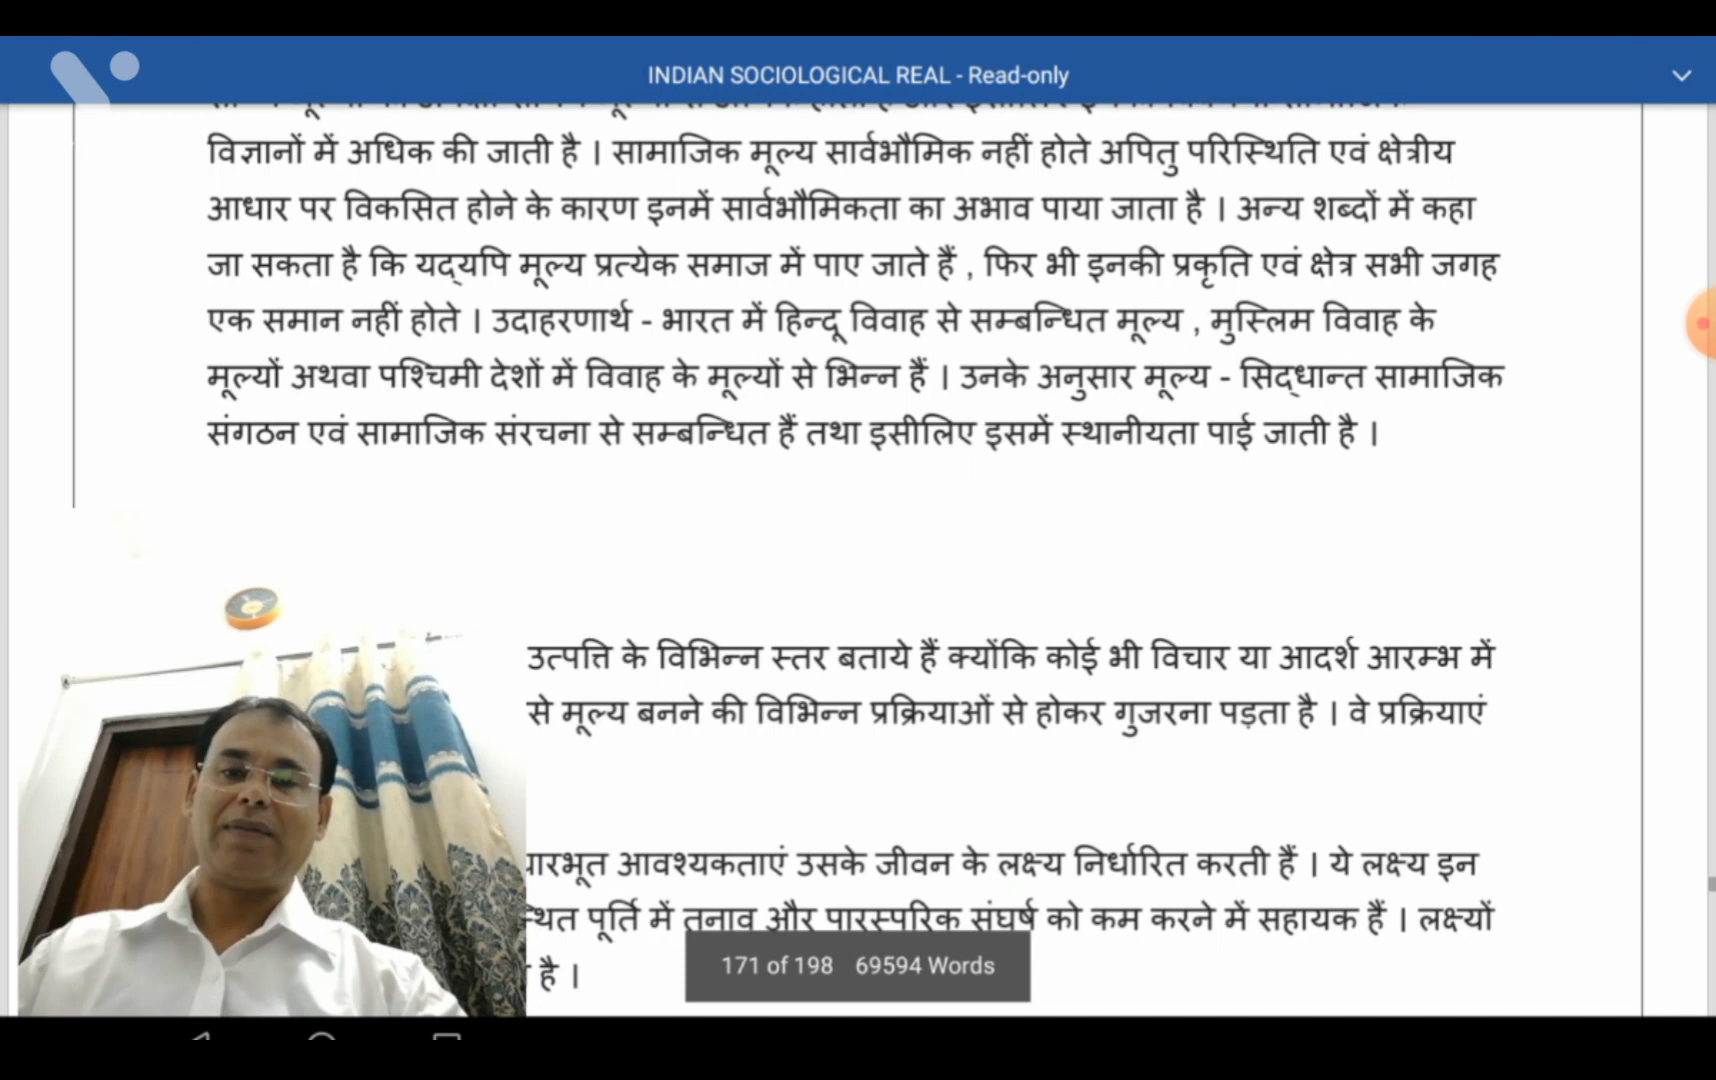 INDIAN SOCIOLOGICAL REAL - Read-only
विज्ञानों में अधिक की जाती है । सामाजिक मूल्य सार्वभौमिक नहीं होते अपितु परिस्थिति एवं क्षेत्रीय
आधार पर विकसित होने के कारण इनमें सार्वभौमिकता का अभाव पाया जाता है । अन्य शब्दों में कहा
जा सकता है कि यद्यपि मूल्य प्रत्येक समाज में पाए जाते हैं , फिर भी इनकी प्रकृति एवं क्षेत्र सभी जगह
एक समान नहीं होते । उदाहरणार्थ - भारत में हिन्दू विवाह से सम्बन्धित मूल्य , मुस्लिम विवाह के
मूल्यों अथवा पश्चिमी देशों में विवाह के मूल्यों से भिन्न हैं । उनके अनुसार मूल्य - सिद्धान्त सामाजिक
संगठन एवं सामाजिक संरचना से सम्बन्धित हैं तथा इसीलिए इसमें स्थानीयता पाई जाती है ।
उत्पत्ति के विभिन्न स्तर बताये हैं क्योंकि कोई भी विचार या आदर्श आरम्भ में
से मूल्य बनने की विभिन्न प्रक्रियाओं से होकर गुजरना पड़ता है । वे प्रक्रियाएं
आवश्यकताएं उसके जीवन के लक्ष्य निर्धारित करती हैं । ये लक्ष्य इन
पूर्ति में तनाव और पारस्परिक संघर्ष को कम करने में सहायक हैं । लक्ष्यों
है ।
171 of 198 69594 Words